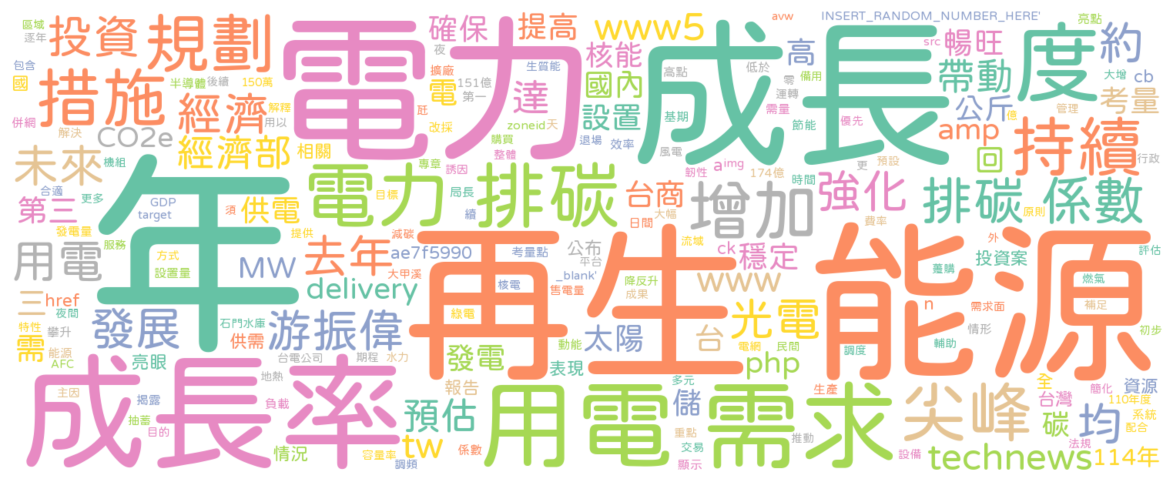 區域
逐年
投資
規劃
電力
確保
夜
提高
www5
avw
INSERT_RANDOM_NUMBER_HERE'
亮點
包含
半導體
後續
150萬
國
措施
經濟
擴廠
生質能
核能
國內
高
src
暢旺
度
約
電
151億
第一
達
成長
高點
低於
零
備用
運轉
帶動
大增
cb
併網
解決
CO2e
解釋
用以
瓩
改採
zoneid
天
設置
基期
需量
節能
公斤
優先
億
管理
考量
未來
機組
經濟部
相關
購買
整體
退場
效率
風電
amp
回
持續
行政
合適
更多
GDP
target
年
專章
誘因
目標
電力
局長
排碳
韌性
a
img
174億
更
預設
台商
大幅
增加
時間
強化
費率
排碳
係數
原則
第三
發電量
須
供電
提供
續
日間
流域
外
評估
用電
服務
方式
設置量
減碳
去年
大甲溪
ae7f5990
考量點
公布
平台
ck
穩定
投資案
躉購
燃氣
MW
核電
_blank'
降反升
成果
www
n
需求面
補足
三
href
夜間
delivery
再生
售電量
能源
特性
攀升
發展
石門水庫
供需
游振偉
綠電
電網
民間
台
光電
情形
初步
需
能源
AFC
亮眼
台電公司
期程
水力
發電
動能
表現
太陽
php
調度
輔助
主因
地熱
成長率
揭露
負載
報告
預估
用電需求
多元
儲
生產
尖峰
全
台灣
簡化
110年度
資源
抽蓄
目的
情況
調頻
容量率
tw
係數
重點
交易
顯示
推動
設備
technews
碳
法規
均
系統
配合
114年